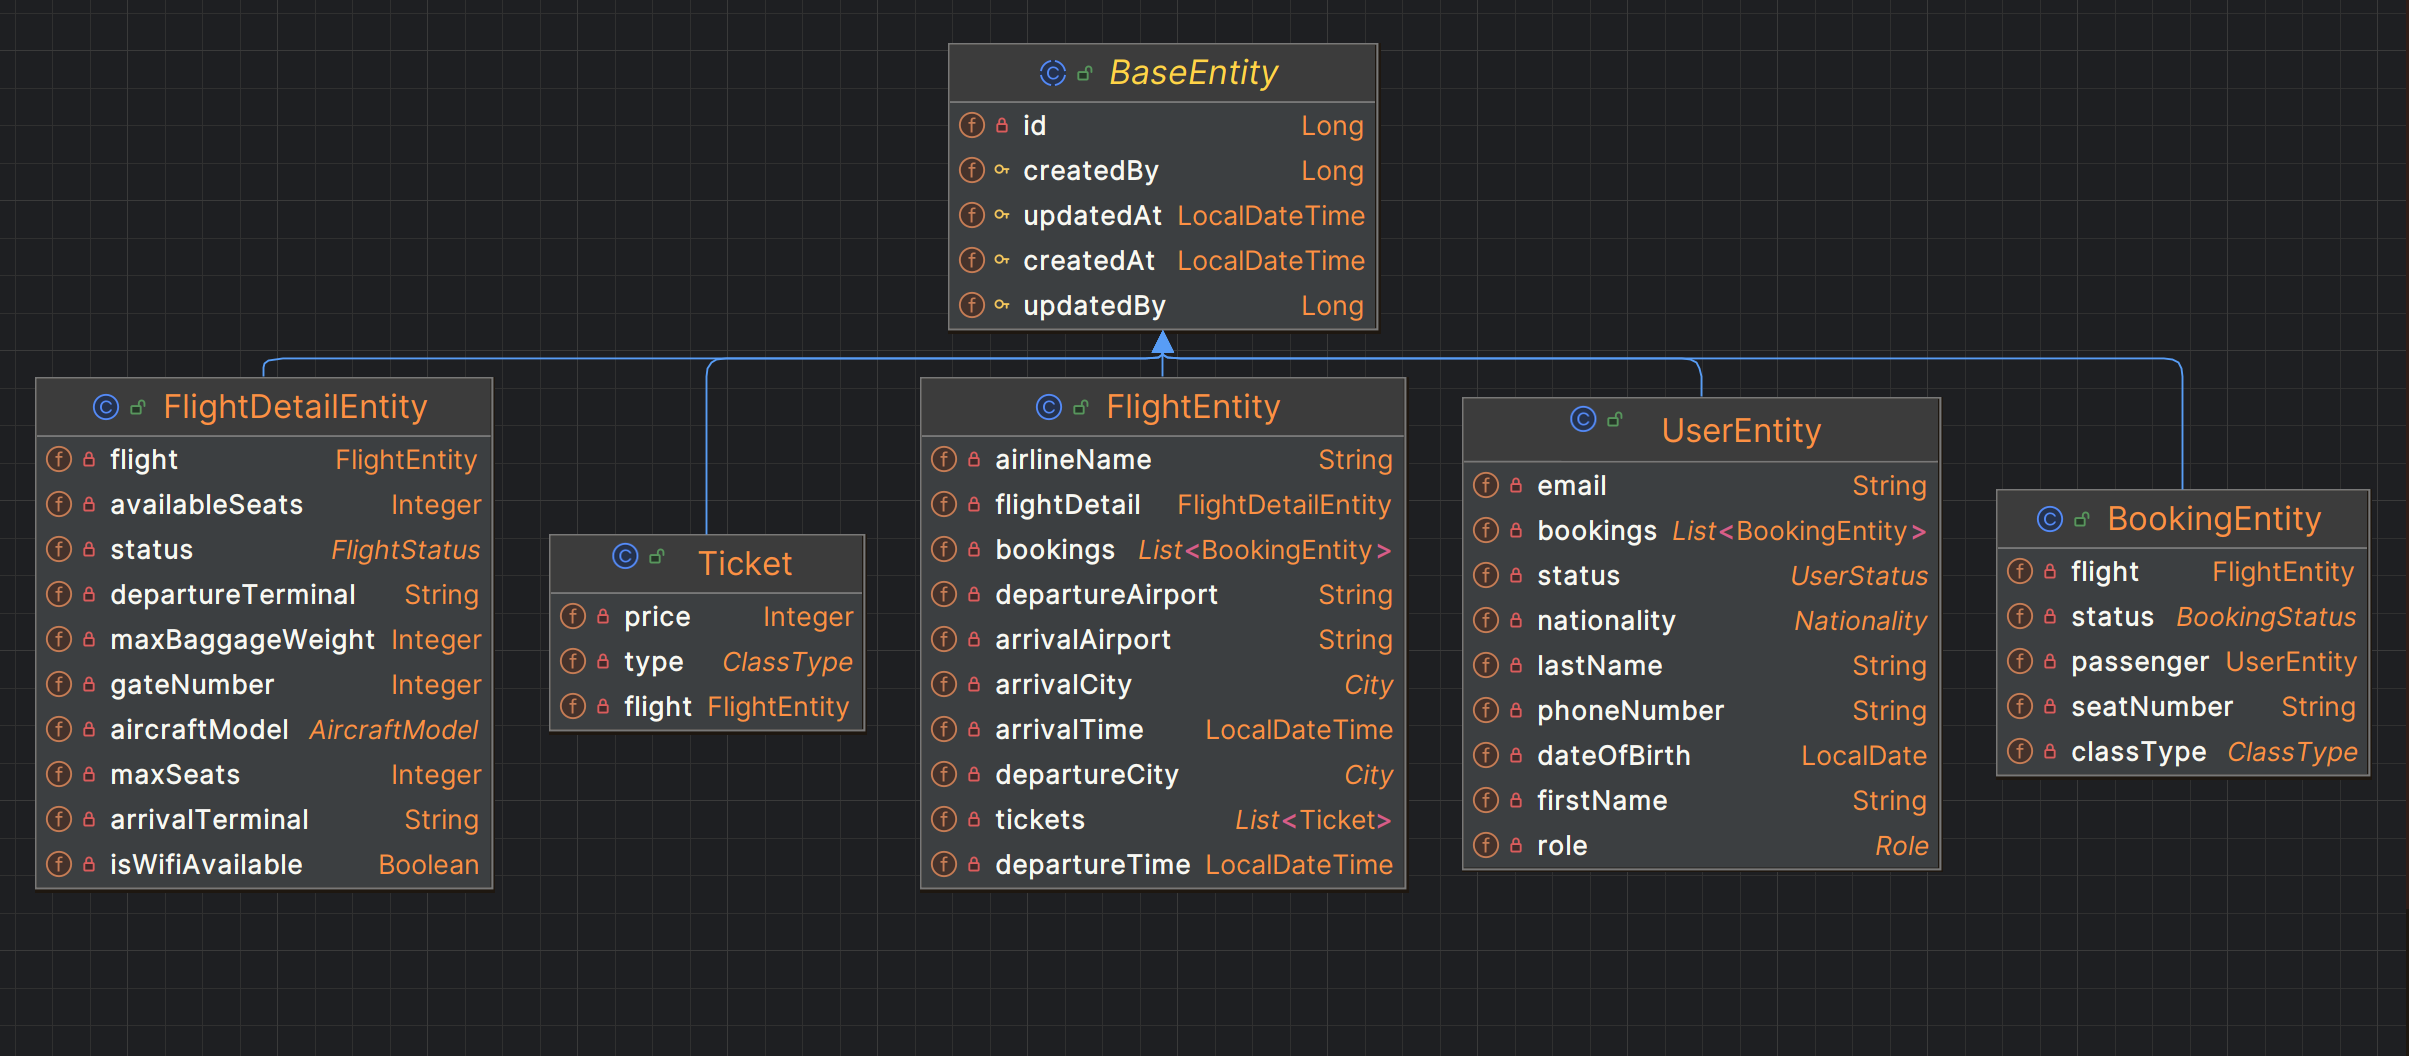 BaseEntity
id Long
createdBy Long
updatedAt LocalDateTime
createdAt LocalDateTime
updatedBy Long
FlightDetailEntity
flight FlightEntity
availableSeats Integer
status FlightStatus
departureTerminal String
maxBaggageWeight Integer
gateNumber Integer
aircraftModel AircraftModel
maxSeats Integer
arrivalTerminal String
isWifiAvailable Boolean
Ticket
price Integer
type ClassType
flight FlightEntity
FlightEntity
airlineName String
flightDetail FlightDetailEntity
bookings List<BookingEntity>
departureAirport String
arrivalAirport String
arrivalCity City
arrivalTime LocalDateTime
departureCity City
tickets List<Ticket>
departureTime LocalDateTime
UserEntity
email String
bookings List<BookingEntity>
status UserStatus
nationality Nationality
lastName String
phoneNumber String
dateOfBirth LocalDate
firstName String
role Role
BookingEntity
flight FlightEntity
status BookingStatus
passenger UserEntity
seatNumber String
classType ClassType